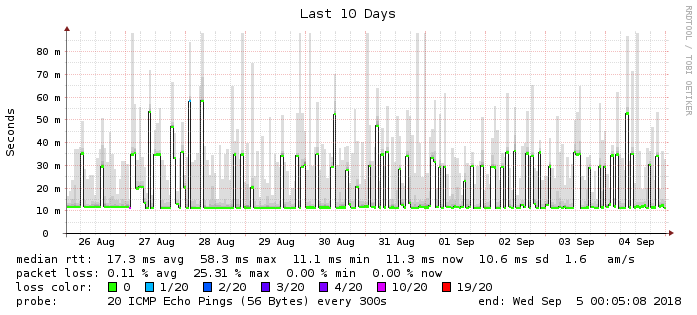 Last 10 Days
RRDTOOL / TOBI OETIKER
Seconds
80 m
70 m
60 m
50 m
40 m
30 m
20 m
10 m
0
26 Aug 27 Aug 28 Aug 29 Aug 30 Aug 31 Aug 01 Sep 02 Sep 03 Sep 04 Sep
median rtt: 17.3 ms avg 58.3 ms max 11.1 ms min 11.3 ms now 10.6 ms sd 1.6 am/s
packet loss: 0.11 % avg 25.31 % max 0.00 % min 0.00 % now
loss color: 0 1/20 2/20 3/20 4/20 10/20 19/20
probe: 20 ICMP Echo Pings (56 Bytes) every 300s end: Wed Sep 5 00:05:08 2018